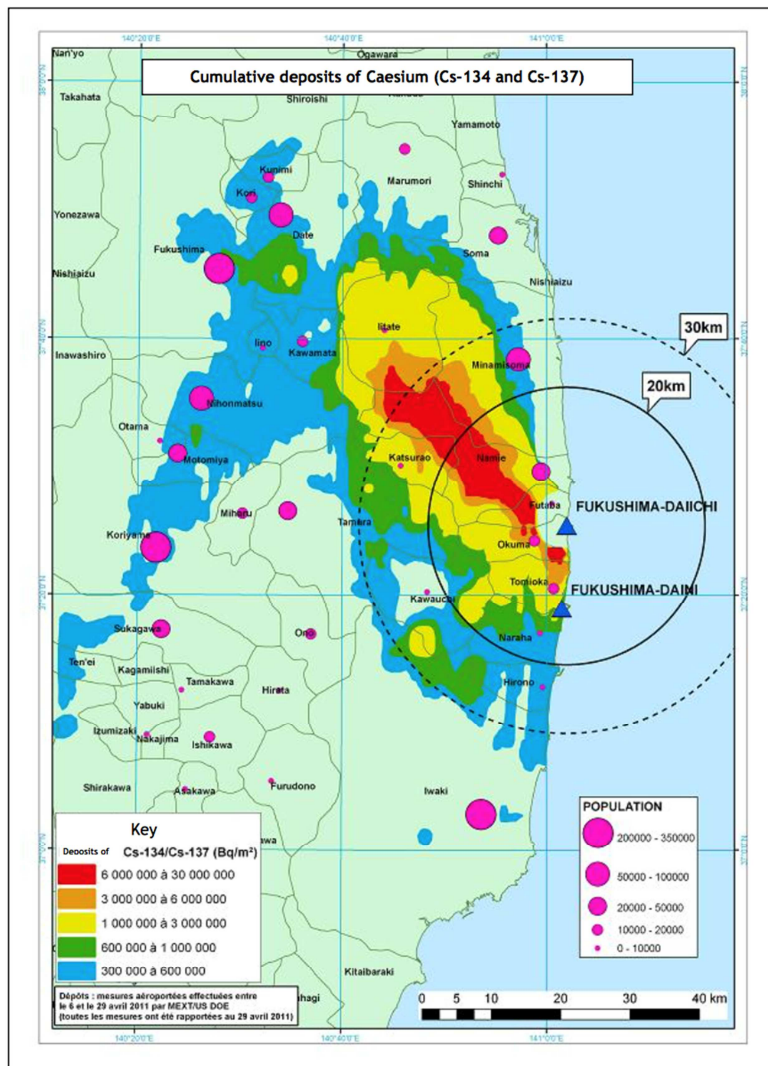 140°20'E 140°40'E 141°0'E
Nan'yo
Ogawara
Cumulative deposits of Caesium (Cs-134 and Cs-137)
Takahata
Shiroishi
Yamamoto
Kunimi
Marumori
Shinchi
Kori
Yonezawa
Date
Fukushima
Soma
Nishiaizu
Nishiaizu
30km
Iitate
Iino
Kawamata
Inawashiro
Minamisoma
20km
Nihonmatsu
Otama
Motomiya
Katsurao
Namie
Futaba
FUKUSHIMA-DAIICHI
Miharu
Tamura
Koriyama
Okuma
Tomioka
FUKUSHIMA-DAINI
Kawauchi
Sukagawa
Ono
Naraha
Ten'ei
Kagamiishi
Tamakawa
Hirata
Hirono
Yabuki
Izumizaki
Nakajima
Ishikawa
Shirakawa
Asakawa
Furudono
Iwaki
Key
Deposits of Cs-134/Cs-137 (Bq/m²)
6 000 000 à 30 000 000
3 000 000 à 6 000 000
1 000 000 à 3 000 000
600 000 à 1 000 000
300 000 à 600 000
POPULATION
200000 - 350000
50000 - 100000
20000 - 50000
10000 - 20000
0 - 10000
Kitaibaraki
Dépôts : mesures aéroportées effectuées entre
le 6 et le 29 avril 2011 par MEXT/US DOE
(toutes les mesures ont été rapportées au 29 avril 2011)
0 5 10 20 30 40 km
140°20'E 140°40'E 141°0'E